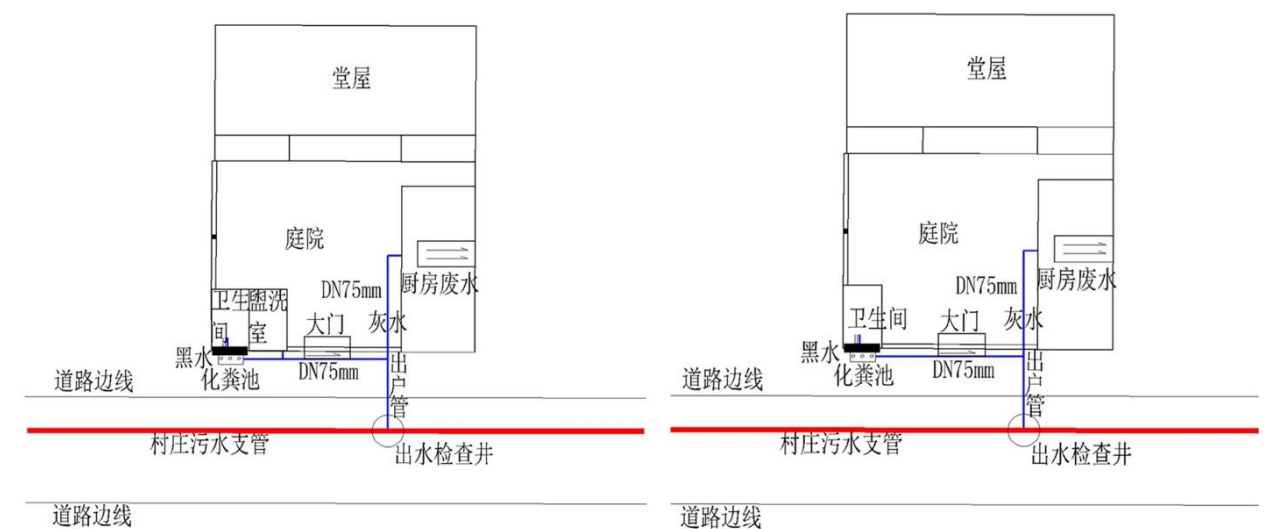 堂屋
庭院
DN75mm
厨房废水
卫生间
盥洗室
大门
灰水
黑水
化粪池
DN75mm
出户管
道路边线
村庄污水支管
出水检查井
道路边线
堂屋
庭院
DN75mm
厨房废水
卫生间
大门
灰水
黑水
化粪池
DN75mm
出户管
道路边线
村庄污水支管
出水检查井
道路边线